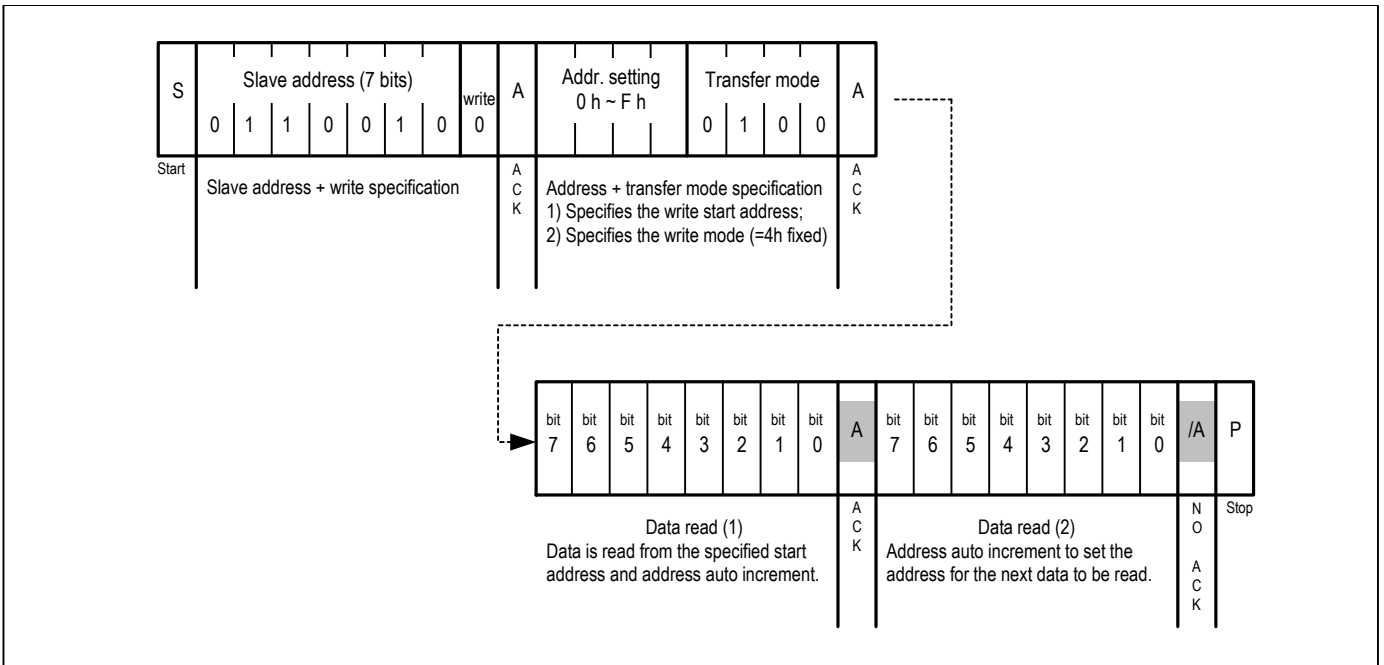 S Slave address (7 bits) write A Addr. setting Transfer mode A
0 h ~ F h
0 1 1 0 0 1 0 0 0 1 0 0
Start
Slave address + write specification
ACK
Address + transfer mode specification
1) Specifies the write start address;
2) Specifies the write mode (=4h fixed)
ACK
bit bit bit bit bit bit bit bit A bit bit bit bit bit bit bit bit /A P
7 6 5 4 3 2 1 0 7 6 5 4 3 2 1 0
Data read (1)
Data is read from the specified start
address and address auto increment.
ACK
Data read (2)
Address auto increment to set the
address for the next data to be read.
NO ACK
Stop